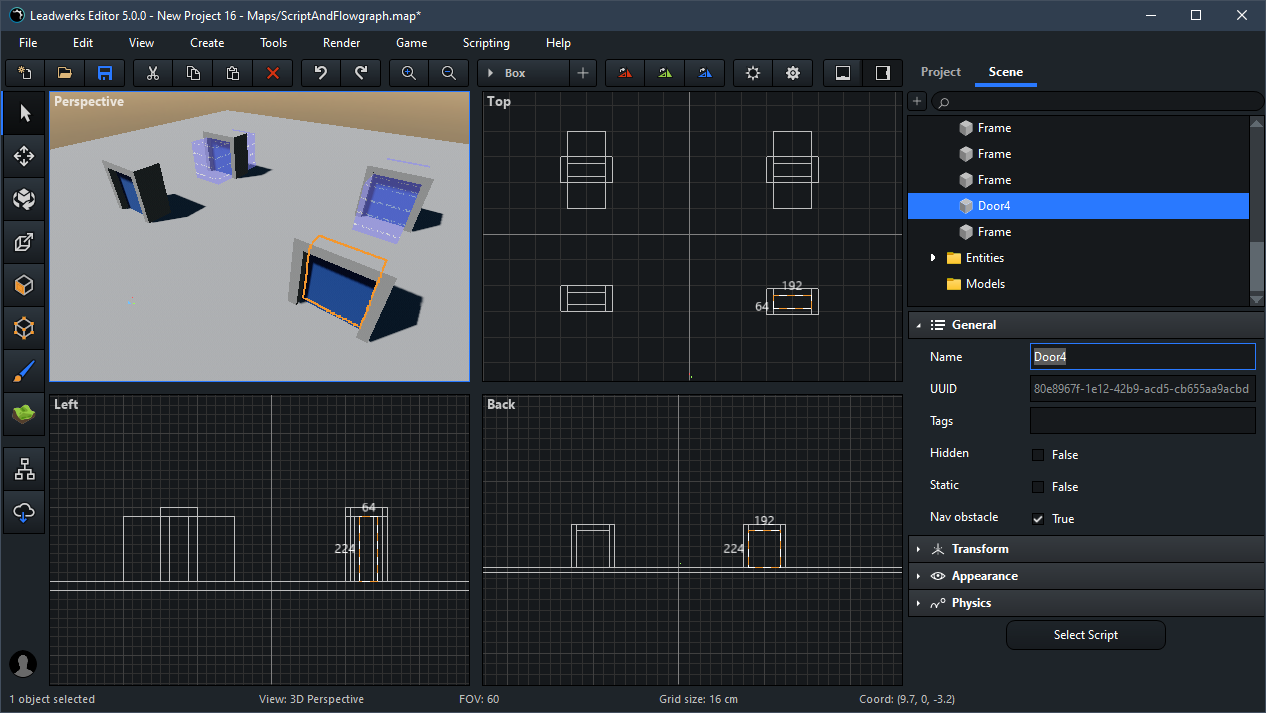 Leadwerks Editor 5.0.0 - New Project 16 - Maps/ScriptAndFlowgraph.map*
File Edit View Create Tools Render Game Scripting Help
Box
Project Scene
Perspective
Top
192
64
Left
64
224
Back
192
224
Frame
Frame
Frame
Door4
Frame
Entities
Models
General
Name Door4
UUID 80e8967f-1e12-42b9-acd5-cb655aa9acbd
Tags
Hidden False
Static False
Nav obstacle True
Transform
Appearance
Physics
Select Script
1 object selected View: 3D Perspective FOV: 60 Grid size: 16 cm Coord: (9.7, 0, -3.2)